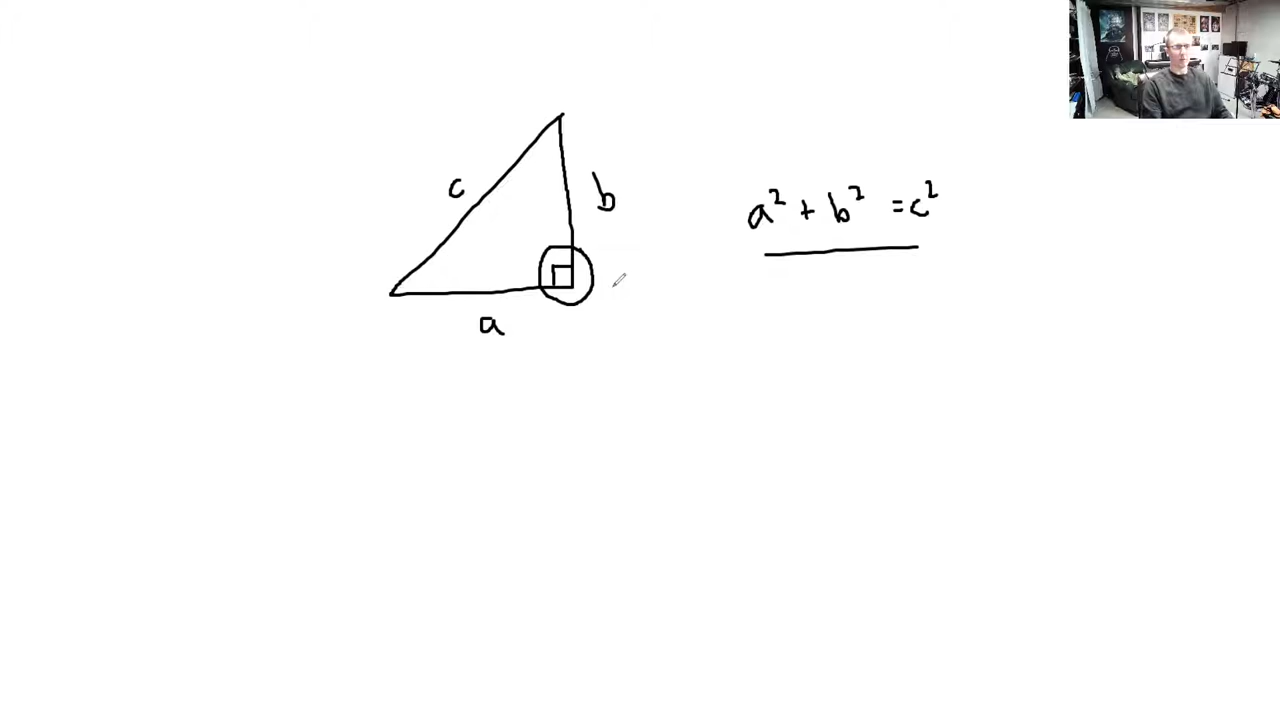 c
b
a² + b² = c²
a